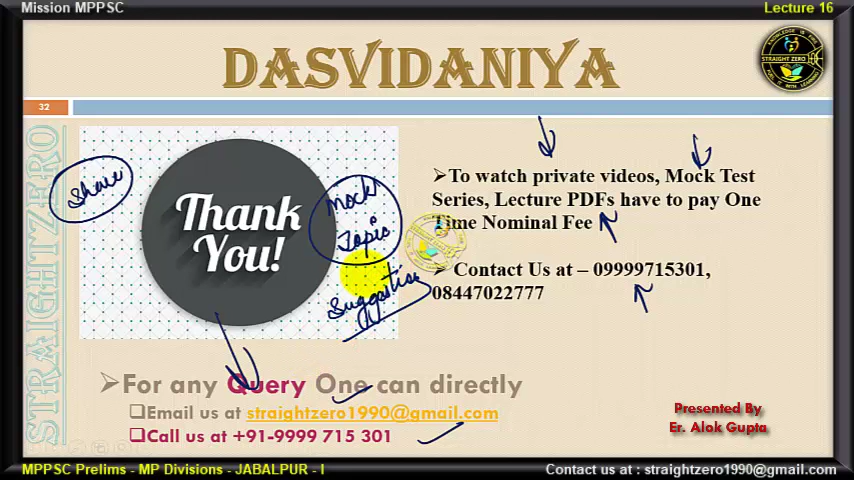 Mission MPPSC
Lecture 16
DASVIDANIYA
STRAIGHT ZERO
32
STRAIGHTZERO
Share
Thank
You!
Mock
Topic
Suggestion
➢To watch private videos, Mock Test
Series, Lecture PDFs have to pay One
Time Nominal Fee
➢ Contact Us at – 09999715301,
08447022777
➢For any Query One can directly
❑Email us at straightzero1990@gmail.com
❑Call us at +91-9999 715 301
Presented By
Er. Alok Gupta
MPPSC Prelims - MP Divisions - JABALPUR - I
Contact us at : straightzero1990@gmail.com